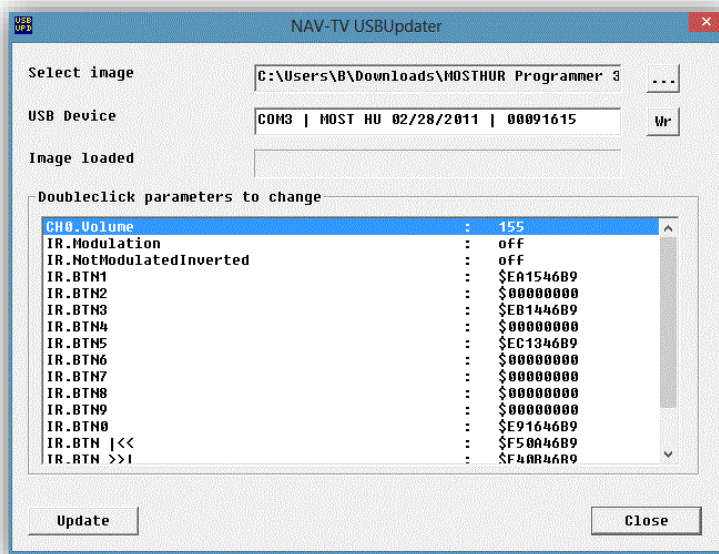 USB
UPD
NAV-TV USBUpdater
Select image C:\Users\B\Downloads\MOSTHUR Programmer 3 ...
USB Device COM3 | MOST HU 02/28/2011 | 00091615 Wr
Image loaded
Doubleclick parameters to change
CH0.Volume : 155
IR.Modulation : off
IR.NotModulatedInverted : off
IR.BTN1 : $EA1546B9
IR.BTN2 : $00000000
IR.BTN3 : $EB1446B9
IR.BTN4 : $00000000
IR.BTN5 : $EC1346B9
IR.BTN6 : $00000000
IR.BTN7 : $00000000
IR.BTN8 : $00000000
IR.BTN9 : $00000000
IR.BTN0 : $E91646B9
IR.BTN |<< : $F50A46B9
IR.BTN >>| : $F40B46B9
Update Close